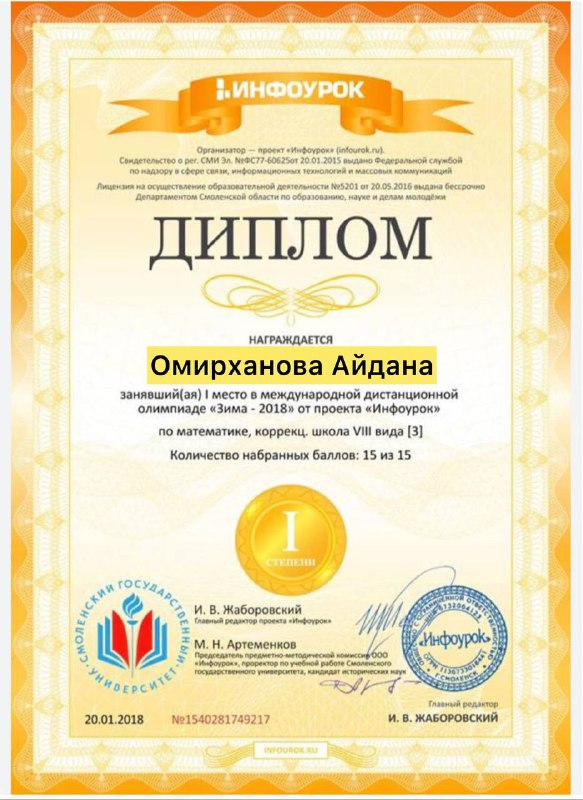 ИНФОУРОК
Организатор — проект «Инфоурок» (infourok.ru).
Свидетельство о рег. СМИ Эл. №ФС77-60625от 20.01.2015 выдано Федеральной службой
по надзору в сфере связи, информационных технологий и массовых коммуникаций
Лицензия на осуществление образовательной деятельности №5201 от 20.05.2016 выдана бессрочно
Департаментом Смоленской области по образованию, науке и делам молодёжи
ДИПЛОМ
НАГРАЖДАЕТСЯ
Омирханова Айдана
занявший(ая) I место в международной дистанционной
олимпиаде «Зима - 2018» от проекта «Инфоурок»
по математике, коррекц. школа VIII вида [3]
Количество набранных баллов: 15 из 15
I
СТЕПЕНИ
СМОЛЕНСКИЙ ГОСУДАРСТВЕННЫЙ УНИВЕРСИТЕТ
И. В. Жаборовский
Главный редактор проекта «Инфоурок»
М. Н. Артеменков
Председатель предметно-методической комиссии ООО
«Инфоурок», проректор по учебной работе Смоленского
государственного университета, кандидат исторических наук
«Инфоурок»
Г. СМОЛЕНСК
Главный редактор
И. В. ЖАБОРОВСКИЙ
20.01.2018
№1540281749217
INFOUROK.RU